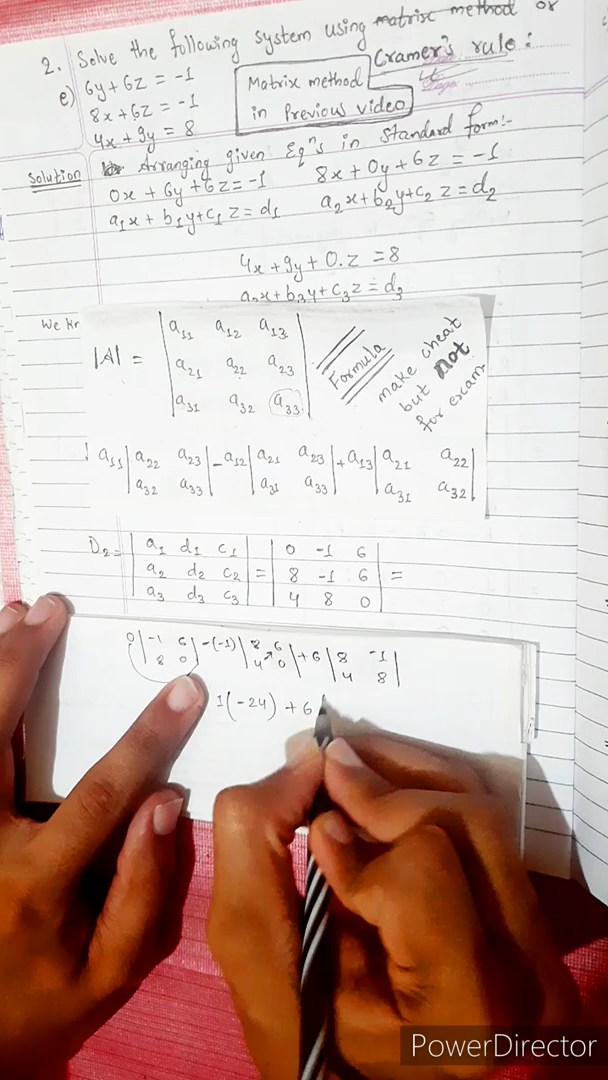 2. Solve the following system using matrix method or
Cramer's rule:
e) 6y + 6z = -1
8x + 6z = -1
4x + 9y = 8
Matrix method
in Previous video
Solution Arranging given Eqⁿs in standard form:-
0x + 6y + 6z = -1 8x + 0y + 6z = -1
a₁x + b₁y + c₁z = d₁ a₂x + b₂y + c₂z = d₂
4x + 9y + 0.z = 8
a₃x + b₃y + c₃z = d₃
We
|A| = | a₁₁ a₁₂ a₁₃ |
| a₂₁ a₂₂ a₂₃ |
| a₃₁ a₃₂ a₃₃ |
Formula
make cheat
but not
for exam.
a₁₁ | a₂₂ a₂₃ | - a₁₂ | a₂₁ a₂₃ | + a₁₃ | a₂₁ a₂₂ |
| a₃₂ a₃₃ | | a₃₁ a₃₃ | | a₃₁ a₃₂ |
D₂ = | a₁ d₁ c₁ | | 0 -1 6 |
| a₂ d₂ c₂ | = | 8 -1 6 | =
| a₃ d₃ c₃ | | 4 8 0 |
0 | -1 6 | -(-1) | 8 6 | + 6 | 8 -1 |
| 8 0 | | 4 0 | | 4 8 |
1(-24) + 6
PowerDirector